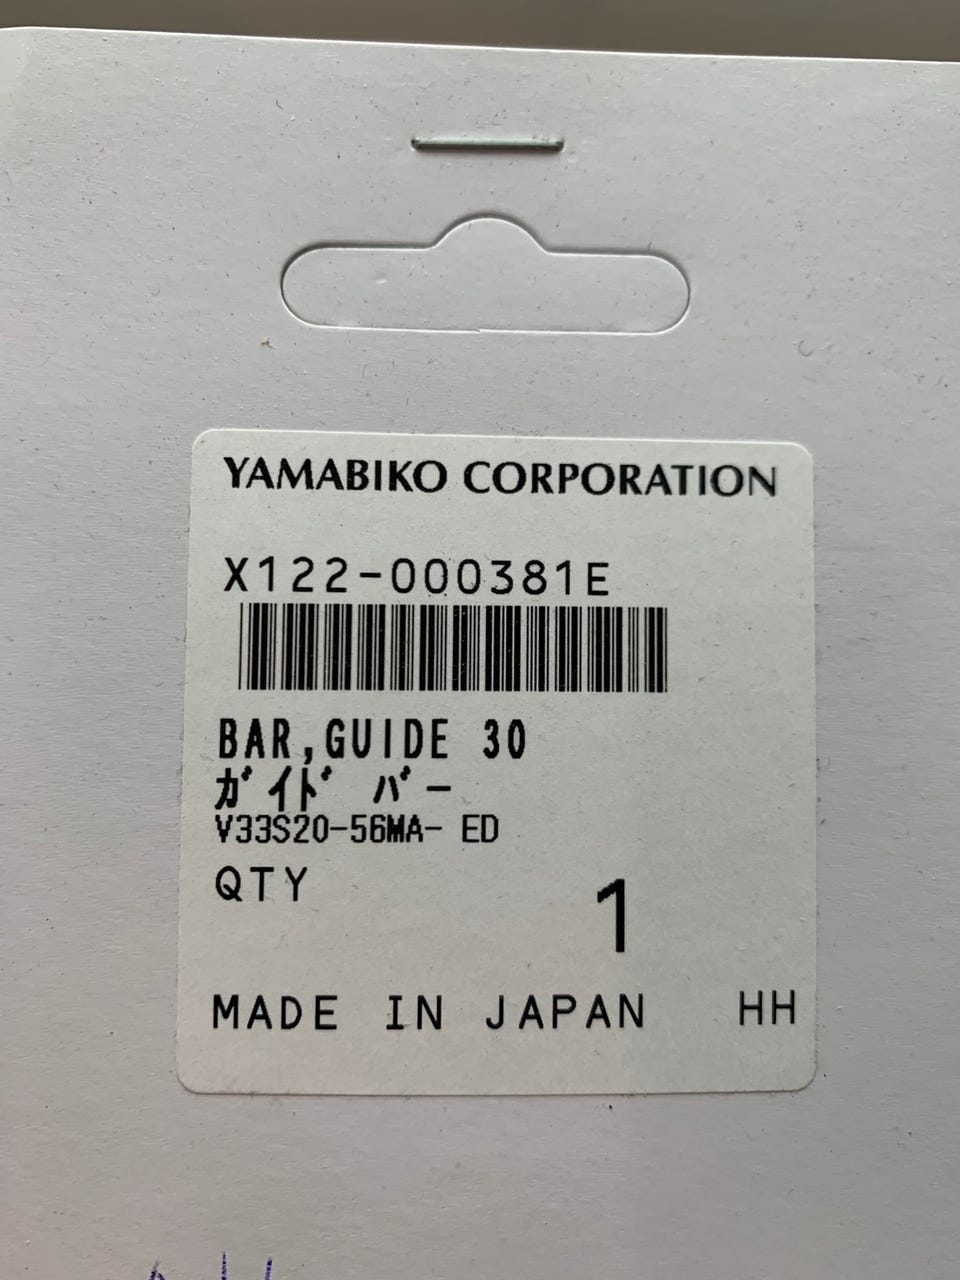 YAMABIKO CORPORATION
X122-000381E
BAR,GUIDE 30
ガイド バー
V33S20-56MA- ED
QTY 1
MADE IN JAPAN HH